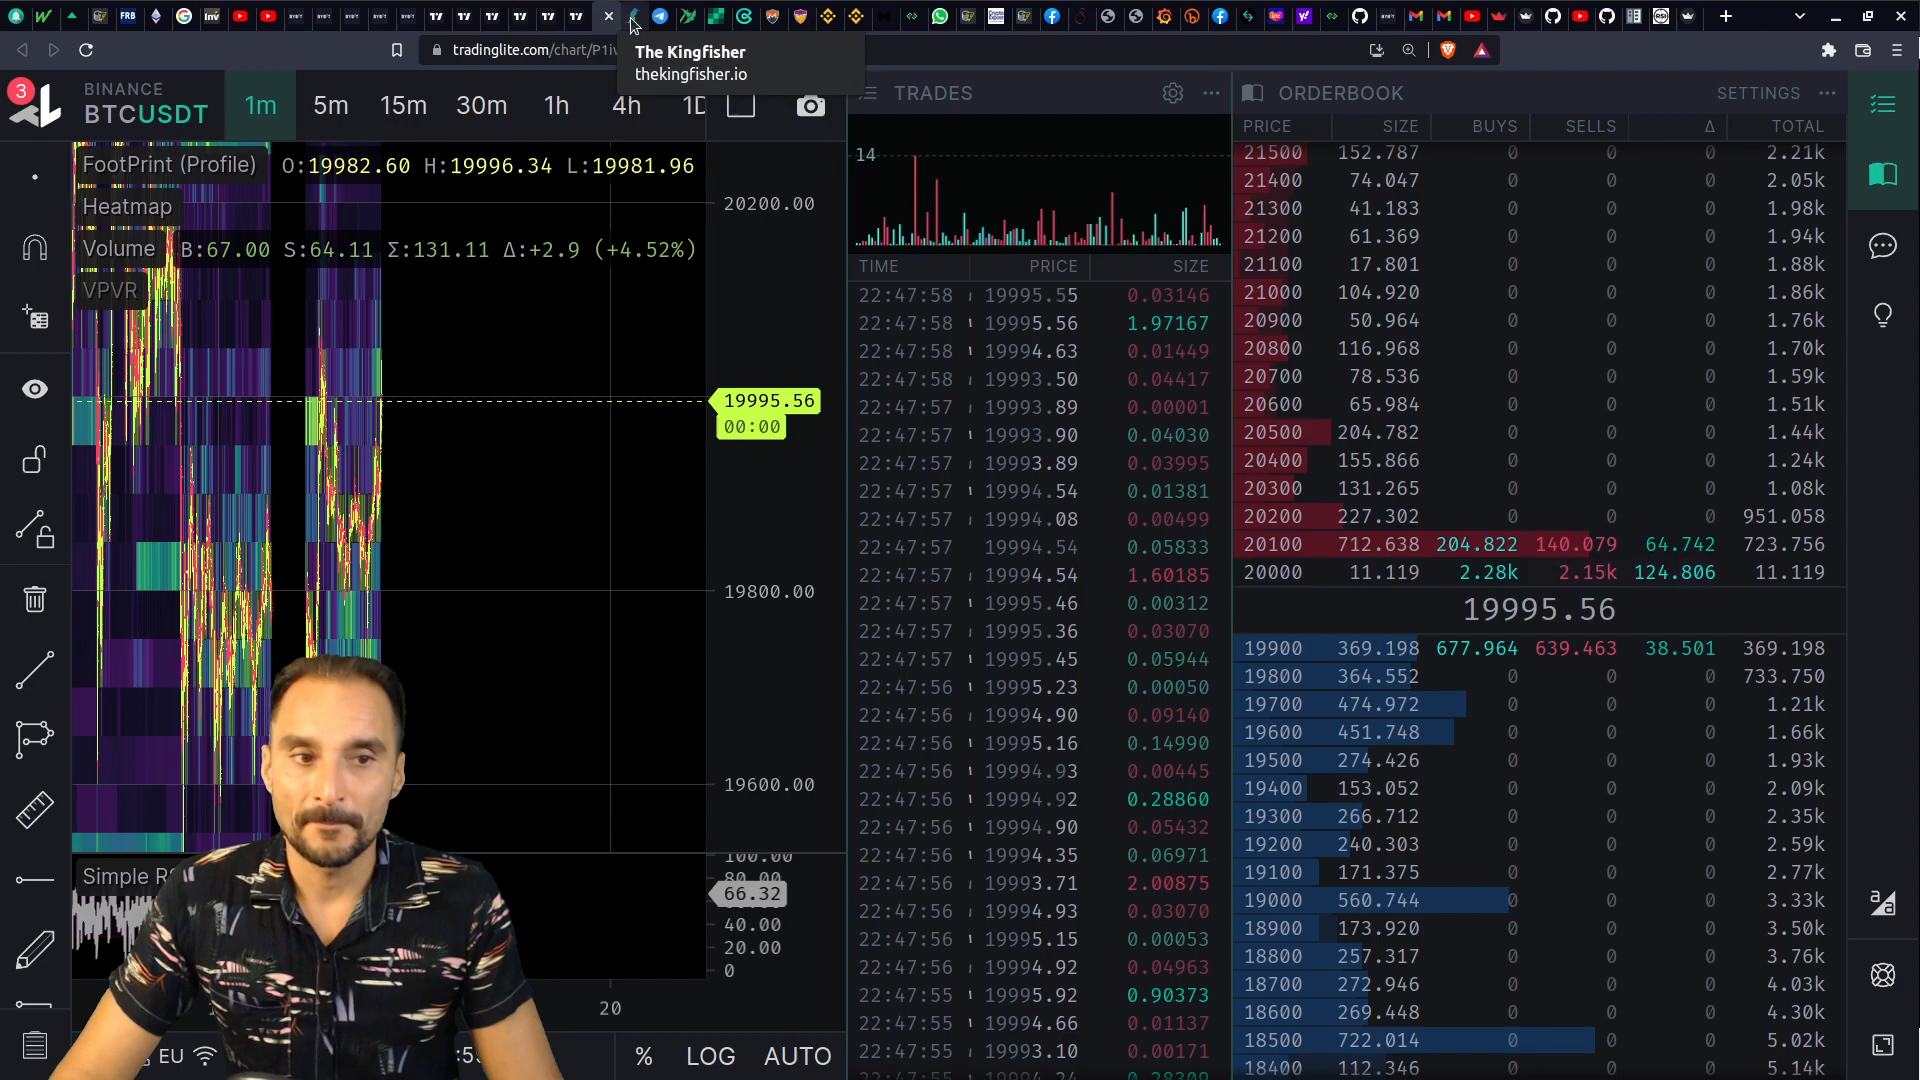 tradinglite.com/chart/P1iv
The Kingfisher
thekingfisher.io
3
BINANCE
BTCUSDT
1m 5m 15m 30m 1h 4h 1D
FootPrint (Profile) O:19982.60 H:19996.34 L:19981.96
Heatmap
Volume B:67.00 S:64.11 Σ:131.11 Δ:+2.9 (+4.52%)
VPVR
20200.00
19995.56
00:00
19800.00
19600.00
Simple RS
100.00
80.00
66.32
40.00
20.00
0
20
EU
% LOG AUTO
TRADES
14
TIME PRICE SIZE
22:47:58 19995.55 0.03146
22:47:58 19995.56 1.97167
22:47:58 19994.63 0.01449
22:47:58 19993.50 0.04417
22:47:57 19993.89 0.00001
22:47:57 19993.90 0.04030
22:47:57 19993.89 0.03995
22:47:57 19994.54 0.01381
22:47:57 19994.08 0.00499
22:47:57 19994.54 0.05833
22:47:57 19994.54 1.60185
22:47:57 19995.46 0.00312
22:47:57 19995.36 0.03070
22:47:57 19995.45 0.05944
22:47:56 19995.23 0.00050
22:47:56 19994.90 0.09140
22:47:56 19995.16 0.14990
22:47:56 19994.93 0.00445
22:47:56 19994.92 0.28860
22:47:56 19994.90 0.05432
22:47:56 19994.35 0.06971
22:47:56 19993.71 2.00875
22:47:56 19994.93 0.03070
22:47:56 19995.15 0.00053
22:47:56 19994.92 0.04963
22:47:55 19995.92 0.90373
22:47:55 19994.66 0.01137
22:47:55 19993.10 0.00171
22:47:55 19994.24 0.28309
ORDERBOOK SETTINGS
PRICE SIZE BUYS SELLS Δ TOTAL
21500 152.787 0 0 0 2.21k
21400 74.047 0 0 0 2.05k
21300 41.183 0 0 0 1.98k
21200 61.369 0 0 0 1.94k
21100 17.801 0 0 0 1.88k
21000 104.920 0 0 0 1.86k
20900 50.964 0 0 0 1.76k
20800 116.968 0 0 0 1.70k
20700 78.536 0 0 0 1.59k
20600 65.984 0 0 0 1.51k
20500 204.782 0 0 0 1.44k
20400 155.866 0 0 0 1.24k
20300 131.265 0 0 0 1.08k
20200 227.302 0 0 0 951.058
20100 712.638 204.822 140.079 64.742 723.756
20000 11.119 2.28k 2.15k 124.806 11.119
19995.56
19900 369.198 677.964 639.463 38.501 369.198
19800 364.552 0 0 0 733.750
19700 474.972 0 0 0 1.21k
19600 451.748 0 0 0 1.66k
19500 274.426 0 0 0 1.93k
19400 153.052 0 0 0 2.09k
19300 266.712 0 0 0 2.35k
19200 240.303 0 0 0 2.59k
19100 171.375 0 0 0 2.77k
19000 560.744 0 0 0 3.33k
18900 173.920 0 0 0 3.50k
18800 257.317 0 0 0 3.76k
18700 272.946 0 0 0 4.03k
18600 269.448 0 0 0 4.30k
18500 722.014 0 0 0 5.02k
18400 112.346 0 0 0 5.14k